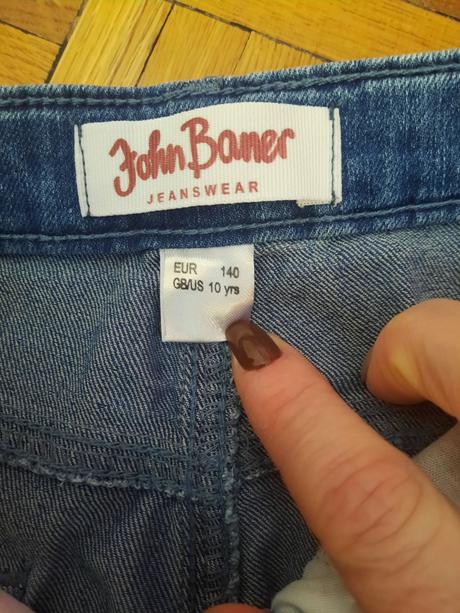 John Baner
JEANSWEAR
EUR 140
GB/US 10 yrs